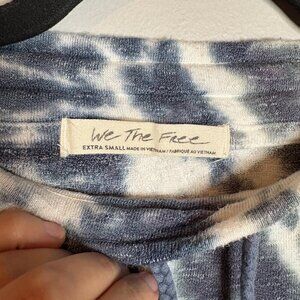 We The Free
EXTRA SMALL MADE IN VIETNAM / FABRIQUÉ AU VIETNAM